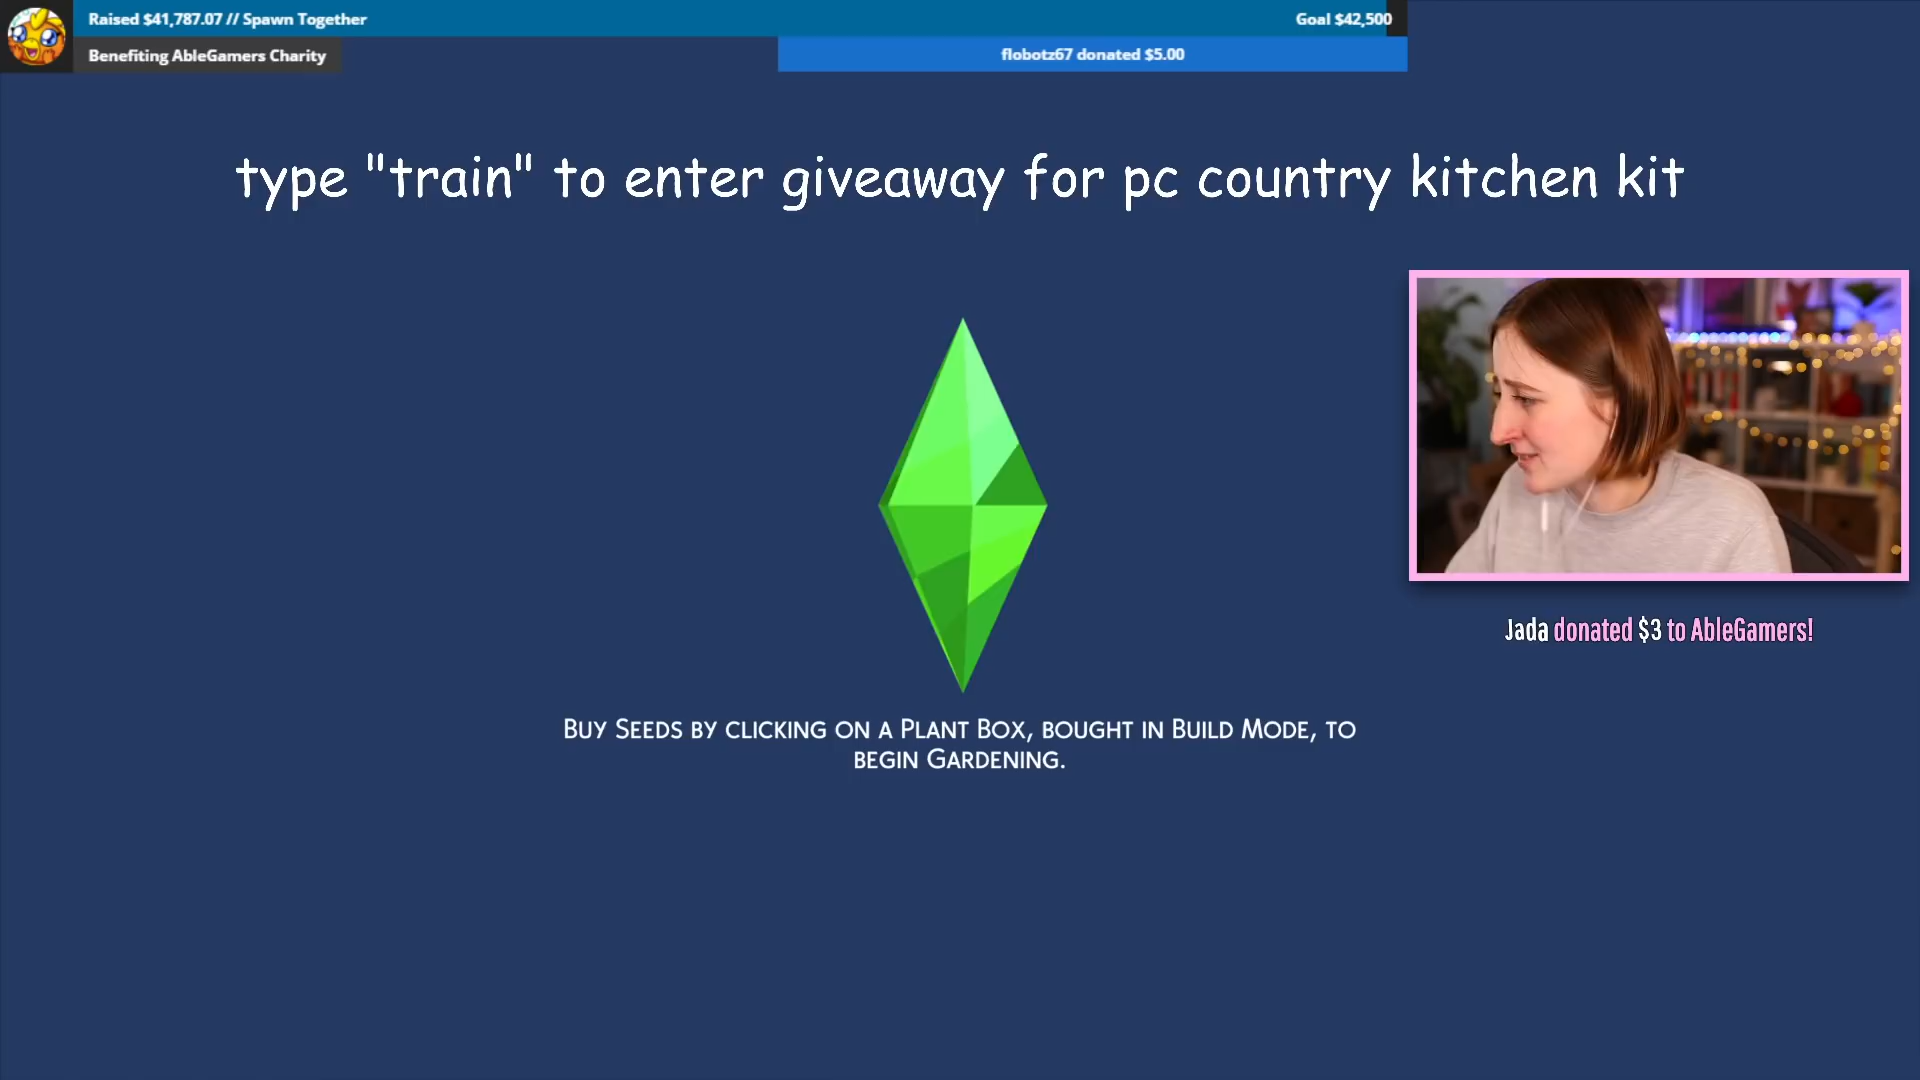 Raised $41,787.07 // Spawn Together
Goal $42,500
Benefiting AbleGamers Charity
flobotz67 donated $5.00
type "train" to enter giveaway for pc country kitchen kit
Jada donated $3 to AbleGamers!
BUY SEEDS BY CLICKING ON A PLANT BOX, BOUGHT IN BUILD MODE, TO
BEGIN GARDENING.